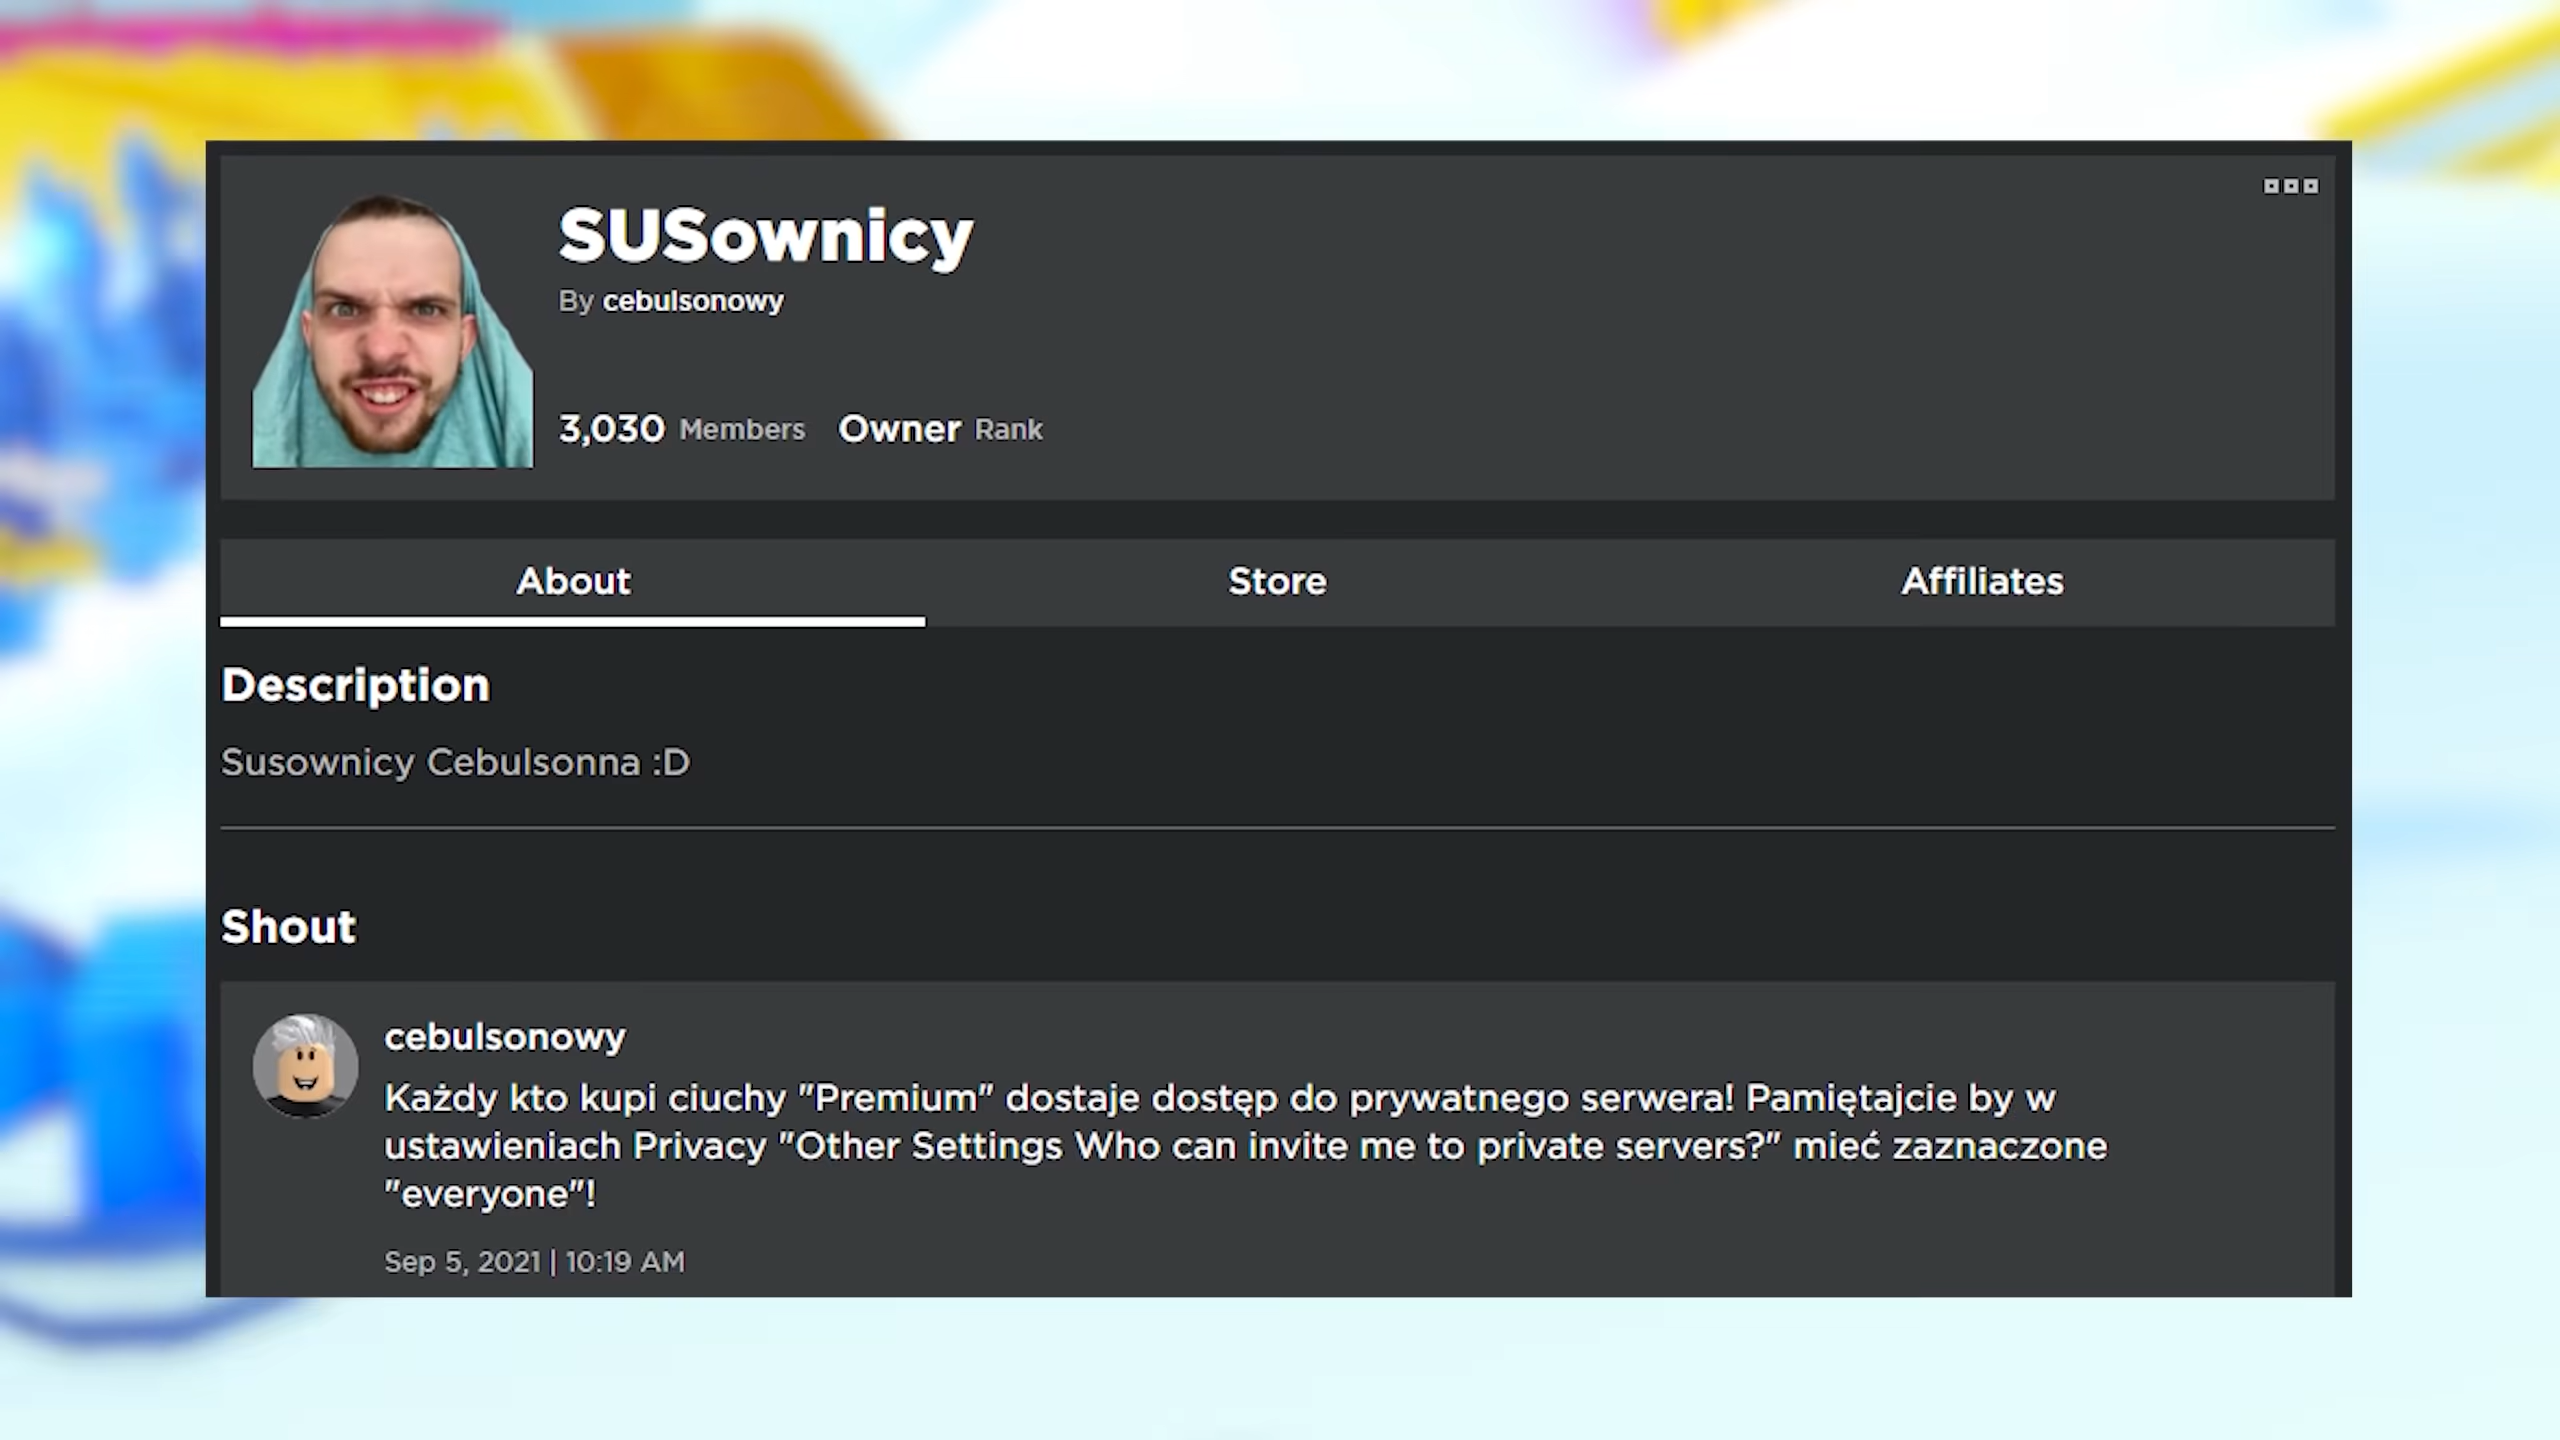 SUSownicy
By cebulsonowy
3,030 Members Owner Rank
About Store Affiliates
Description
Susownicy Cebulsonna :D
Shout
cebulsonowy
Każdy kto kupi ciuchy "Premium" dostaje dostęp do prywatnego serwera! Pamiętajcie by w
ustawieniach Privacy "Other Settings Who can invite me to private servers?" mieć zaznaczone
"everyone"!
Sep 5, 2021 | 10:19 AM